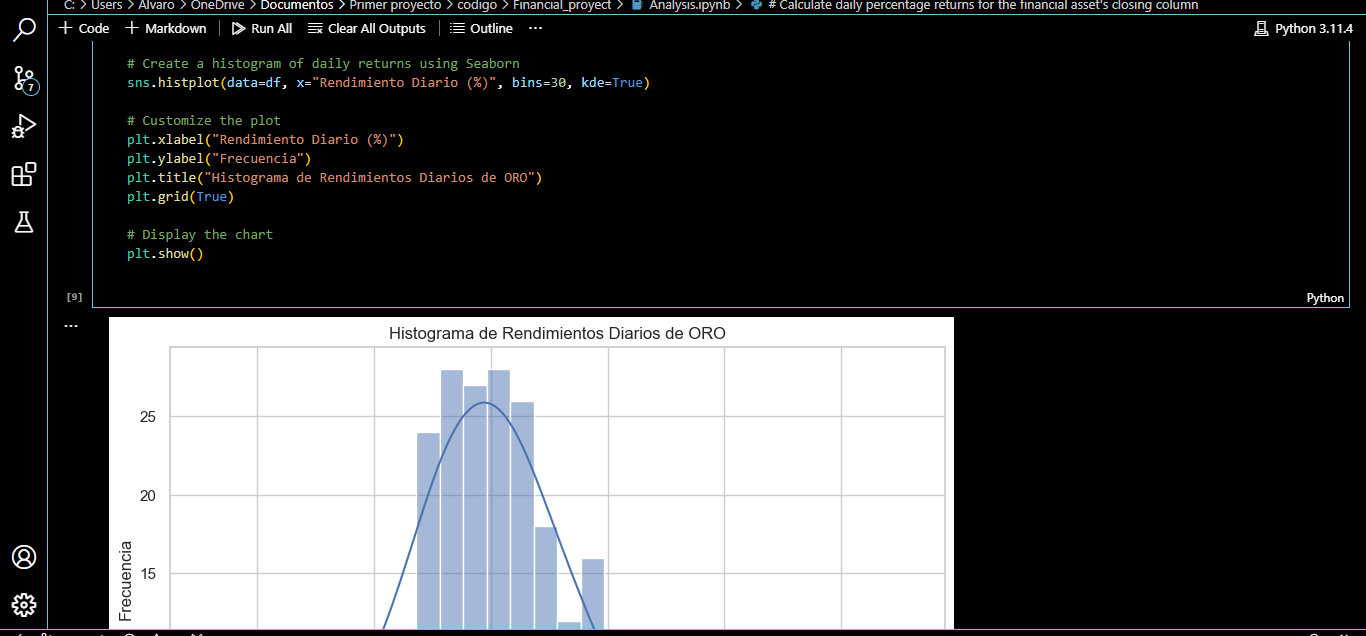 C: > Users > Alvaro > OneDrive > Documentos > Primer proyecto > codigo > Financial_proyect > Analysis.ipynb > # Calculate daily percentage returns for the financial asset's closing column
+ Code + Markdown Run All Clear All Outputs Outline ... Python 3.11.4
# Create a histogram of daily returns using Seaborn
sns.histplot(data=df, x="Rendimiento Diario (%)", bins=30, kde=True)
7
# Customize the plot
plt.xlabel("Rendimiento Diario (%)")
plt.ylabel("Frecuencia")
plt.title("Histograma de Rendimientos Diarios de ORO")
plt.grid(True)
# Display the chart
plt.show()
[9] Python
...
Histograma de Rendimientos Diarios de ORO
25
20
15
Frecuencia